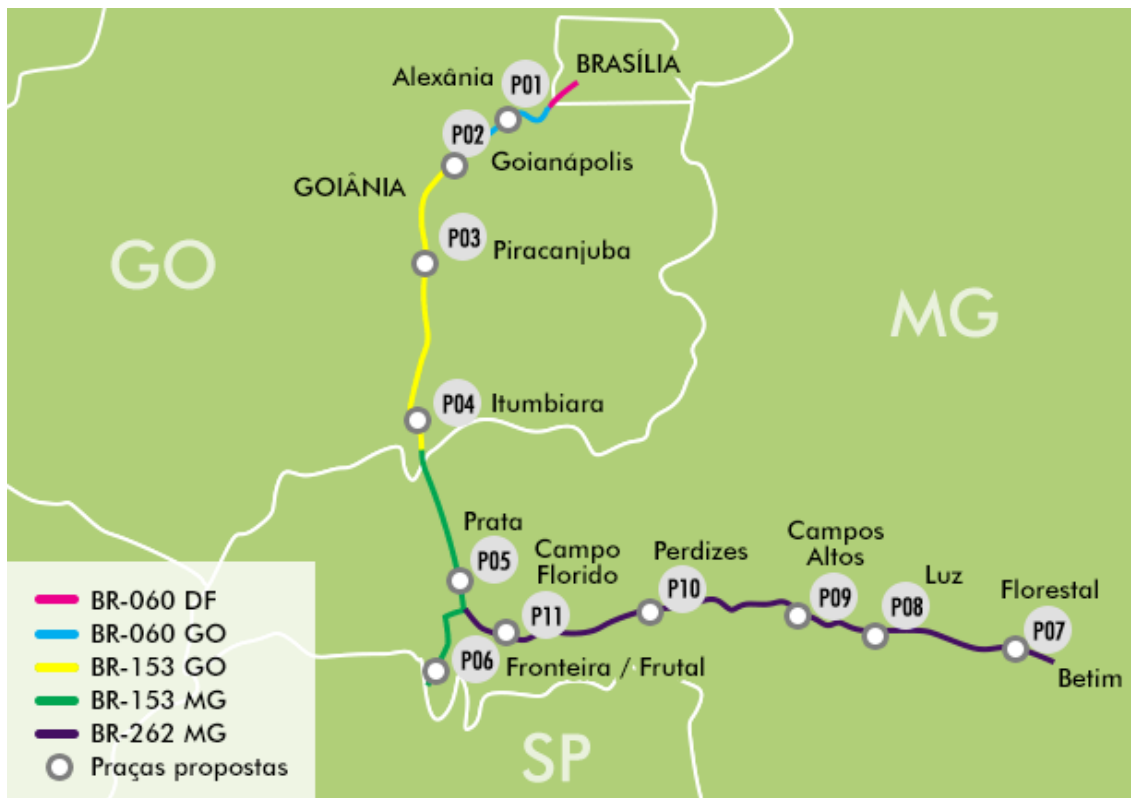 BRASÍLIA
Alexânia
P01
P02
Goianápolis
GOIÂNIA
P03
Piracanjuba
GO
MG
P04
Itumbiara
Prata
P05
Campo
Florido
P11
Perdizes
P10
Campos
Altos
P09
Luz
P08
Florestal
P07
Betim
P06
Fronteira / Frutal
SP
BR-060 DF
BR-060 GO
BR-153 GO
BR-153 MG
BR-262 MG
Praças propostas